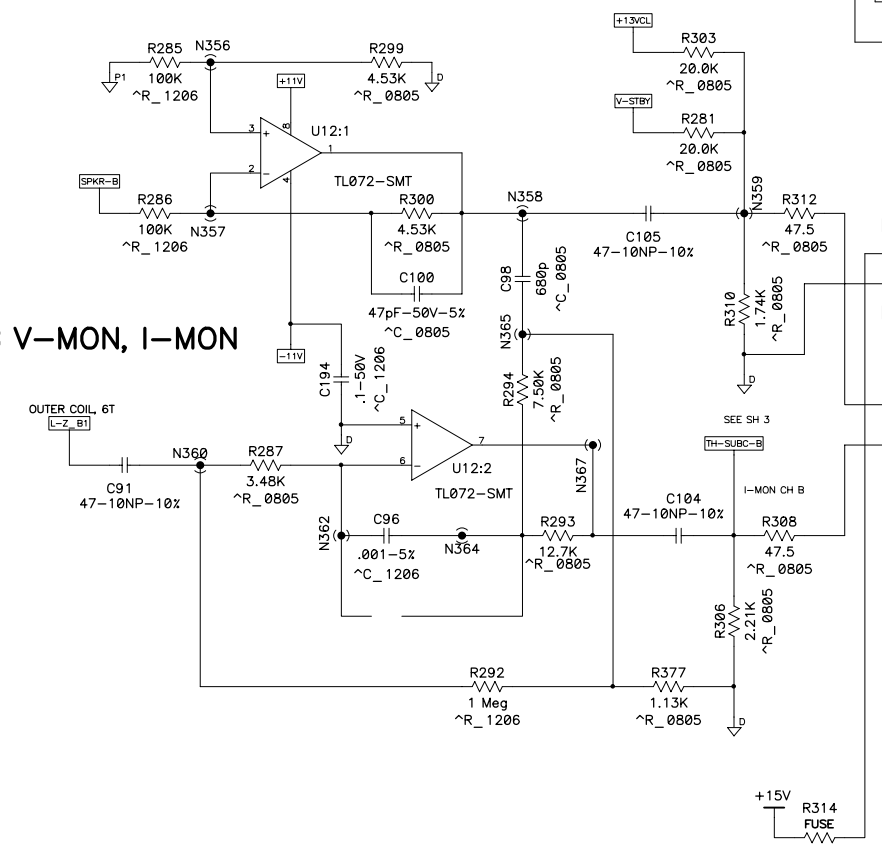 +13VCL
R303
20.0K
^R_0805
R285
N356
100K
^R_1206
P1
R299
4.53K
^R_0805
D
+11V
V-STBY
R281
20.0K
^R_0805
3
+
8
U12:1
1
2
-
4
TL072-SMT
SPKR-B
R286
100K
^R_1206
N357
R300
4.53K
^R_0805
N358
N359
R312
47.5
^R_0805
C105
47-10NP-10%
C100
47pF-50V-5%
^C_0805
C98
680p
^C_0805
R310
1.74K
^R_0805
D
V-MON, I-MON
-11V
N365
C194
.1-50V
^C_1206
R294
7.50K
^R_0805
OUTER COIL, 6T
L-Z_B1
D
5
+
7
6
-
U12:2
TL072-SMT
SEE SH 3
TH-SUBC-B
N360
R287
3.48K
^R_0805
C91
47-10NP-10%
N367
C104
47-10NP-10%
I-MON CH B
R308
47.5
^R_0805
N362
C96
.001-5%
^C_1206
N364
R293
12.7K
^R_0805
R306
2.21K
^R_0805
R292
1 Meg
^R_1206
R377
1.13K
^R_0805
D
+15V
R314
FUSE